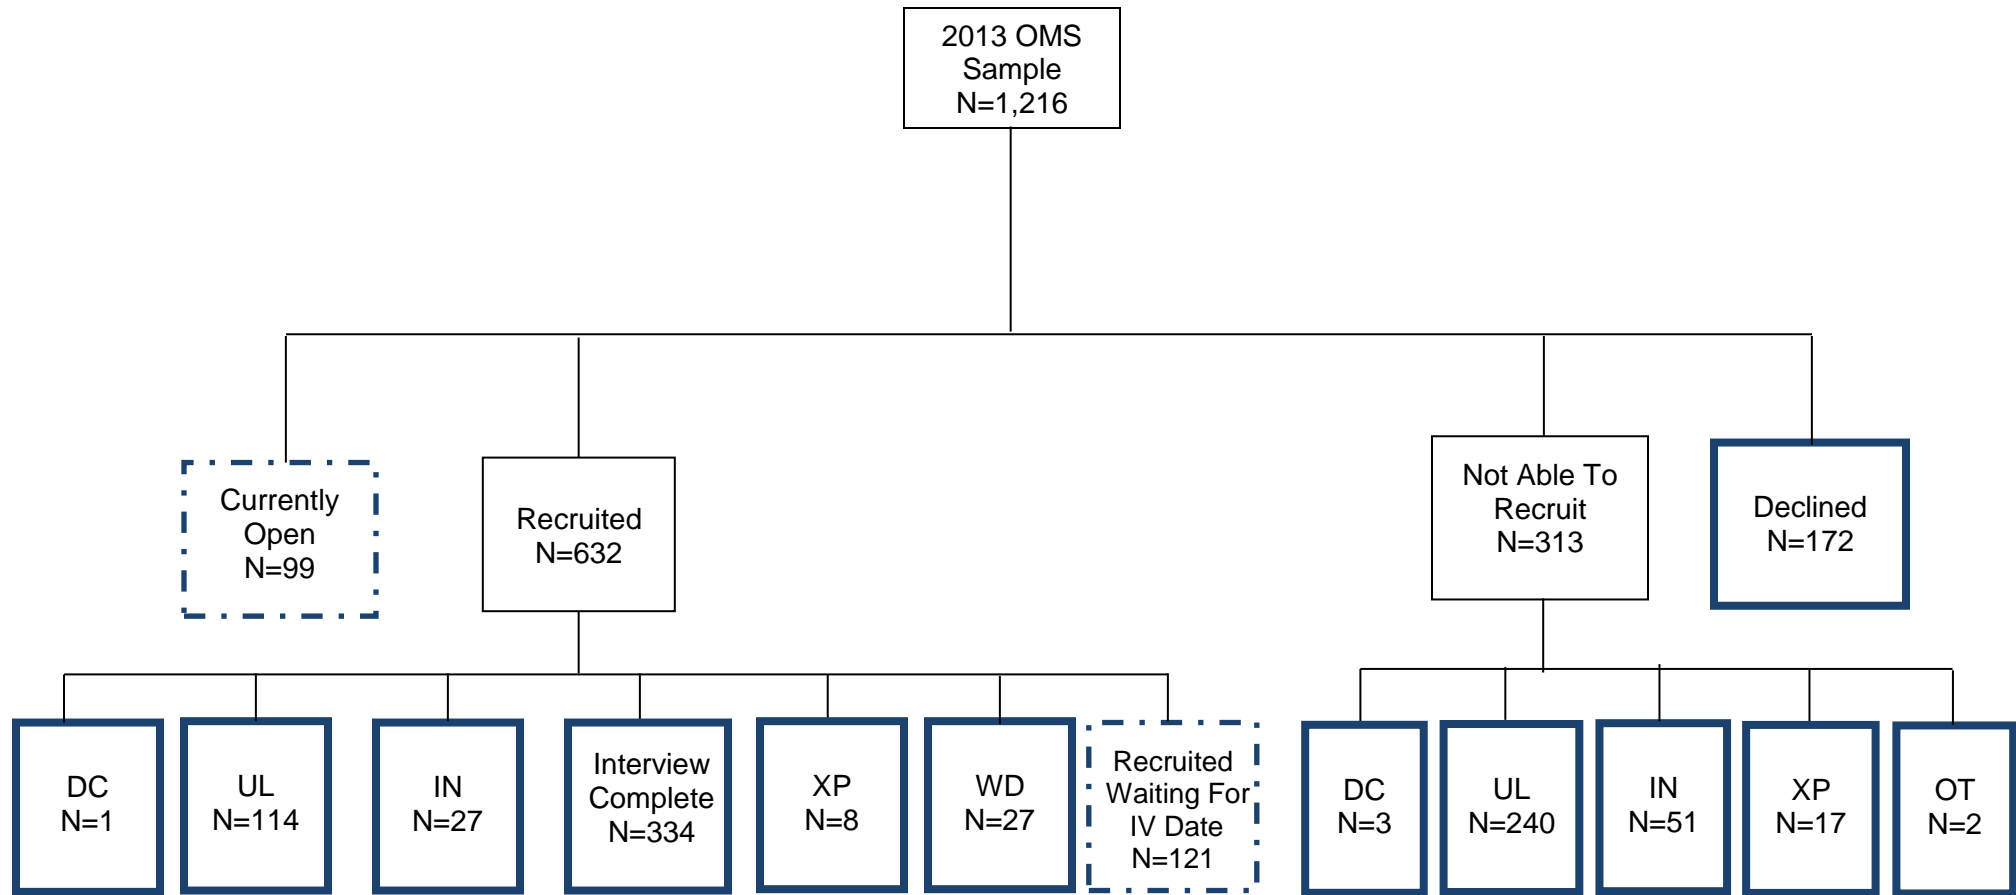 2013 OMS
Sample
N=1,216
Currently
Open
N=99
Recruited
N=632
Not Able To
Recruit
N=313
Declined
N=172
DC
N=1
UL
N=114
IN
N=27
Interview
Complete
N=334
XP
N=8
WD
N=27
Recruited
Waiting For
IV Date
N=121
DC
N=3
UL
N=240
IN
N=51
XP
N=17
OT
N=2